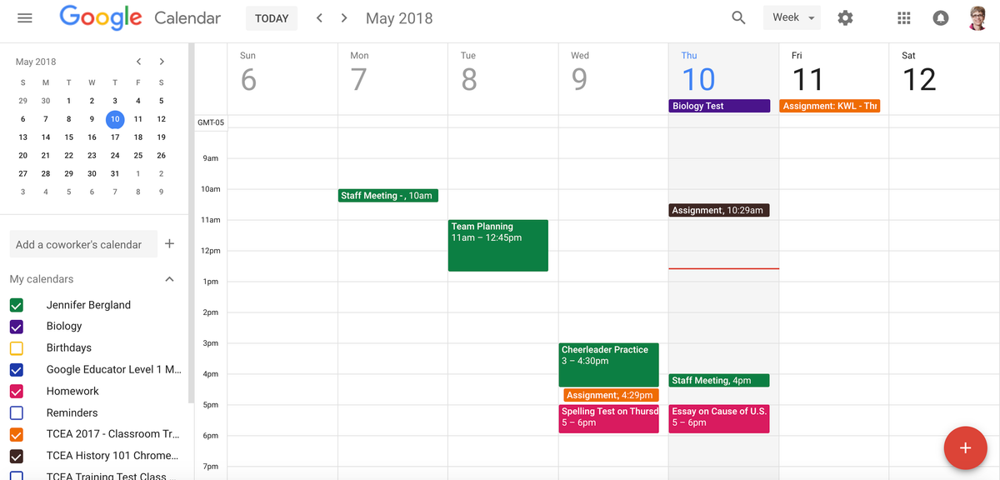 Google Calendar TODAY May 2018 Week
May 2018
S M T W T F S
29 30 1 2 3 4 5
6 7 8 9 10 11 12
13 14 15 16 17 18 19
20 21 22 23 24 25 26
27 28 29 30 31 1 2
3 4 5 6 7 8 9
Add a coworker's calendar +
My calendars
Jennifer Bergland
Biology
Birthdays
Google Educator Level 1 M...
Homework
Reminders
TCEA 2017 - Classroom Tr...
TCEA History 101 Chrome...
TCEA Training Test Class ...
Sun Mon Tue Wed Thu Fri Sat
6 7 8 9 10 11 12
Biology Test
Assignment: KWL - Thu
GMT-05
9am
10am
11am
12pm
1pm
2pm
3pm
4pm
5pm
6pm
7pm
Staff Meeting - , 10am
Team Planning
11am – 12:45pm
Cheerleader Practice
3 – 4:30pm
Assignment:, 4:29pm
Spelling Test on Thursd
5 – 6pm
Assignment, 10:29am
Staff Meeting, 4pm
Essay on Cause of U.S.
5 – 6pm
+